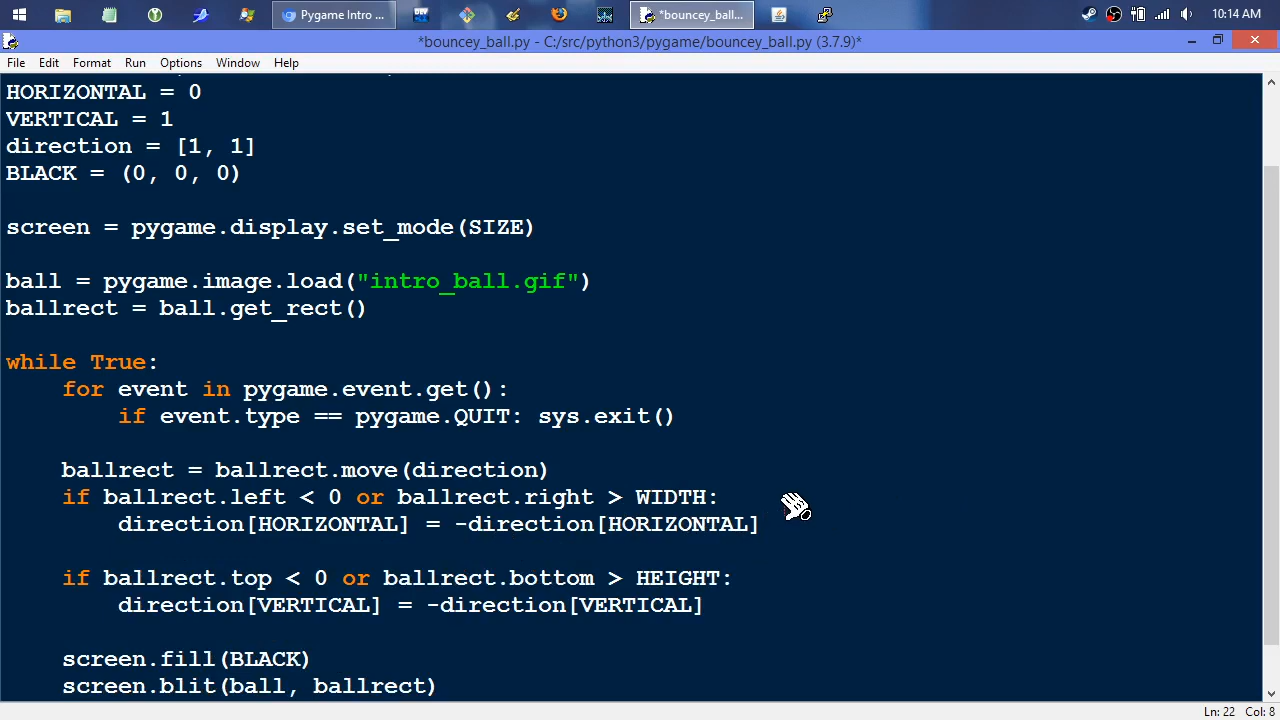 Pygame Intro ...
*bouncey_ball...
10:14 AM
*bouncey_ball.py - C:/src/python3/pygame/bouncey_ball.py (3.7.9)*
File Edit Format Run Options Window Help
HORIZONTAL = 0
VERTICAL = 1
direction = [1, 1]
BLACK = (0, 0, 0)
screen = pygame.display.set_mode(SIZE)
ball = pygame.image.load("intro_ball.gif")
ballrect = ball.get_rect()
while True:
for event in pygame.event.get():
if event.type == pygame.QUIT: sys.exit()
ballrect = ballrect.move(direction)
if ballrect.left < 0 or ballrect.right > WIDTH:
direction[HORIZONTAL] = -direction[HORIZONTAL]
if ballrect.top < 0 or ballrect.bottom > HEIGHT:
direction[VERTICAL] = -direction[VERTICAL]
screen.fill(BLACK)
screen.blit(ball, ballrect)
Ln: 22 Col: 8